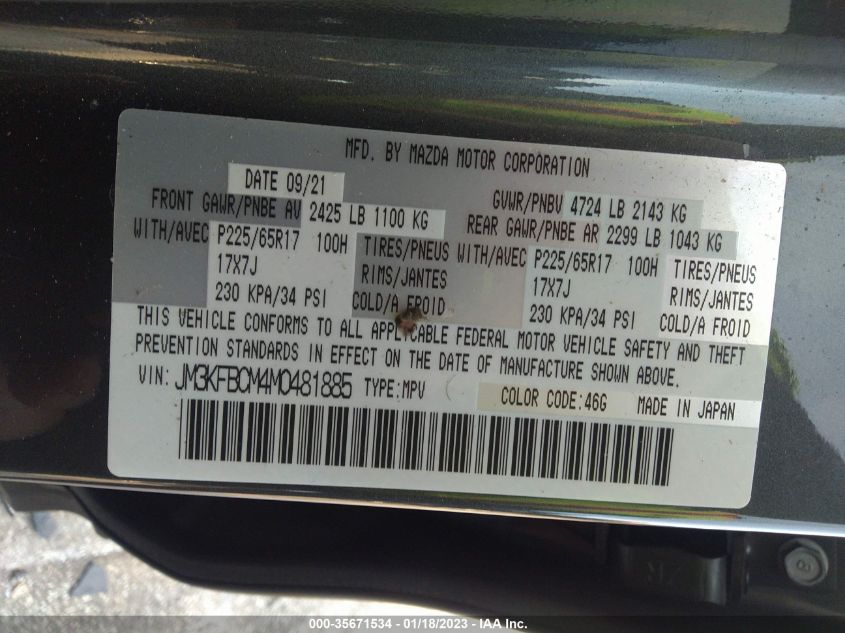 MFD. BY MAZDA MOTOR CORPORATION
DATE 09/21
GVWR/PNBV 4724 LB 2143 KG
FRONT GAWR/PNBE AV 2425 LB 1100 KG
REAR GAWR/PNBE AR 2299 LB 1043 KG
WITH/AVEC P225/65R17 100H TIRES/PNEUS WITH/AVEC P225/65R17 100H TIRES/PNEUS
17X7J RIMS/JANTES 17X7J RIMS/JANTES
230 KPA/34 PSI COLD/A FROID 230 KPA/34 PSI COLD/A FROID
THIS VEHICLE CONFORMS TO ALL APPLICABLE FEDERAL MOTOR VEHICLE SAFETY AND THEFT
PREVENTION STANDARDS IN EFFECT ON THE DATE OF MANUFACTURE SHOWN ABOVE.
VIN: JM3KFBCM4M0481885 TYPE:MPV COLOR CODE:46G MADE IN JAPAN
8
000-35671534 - 01/18/2023 - IAA Inc.